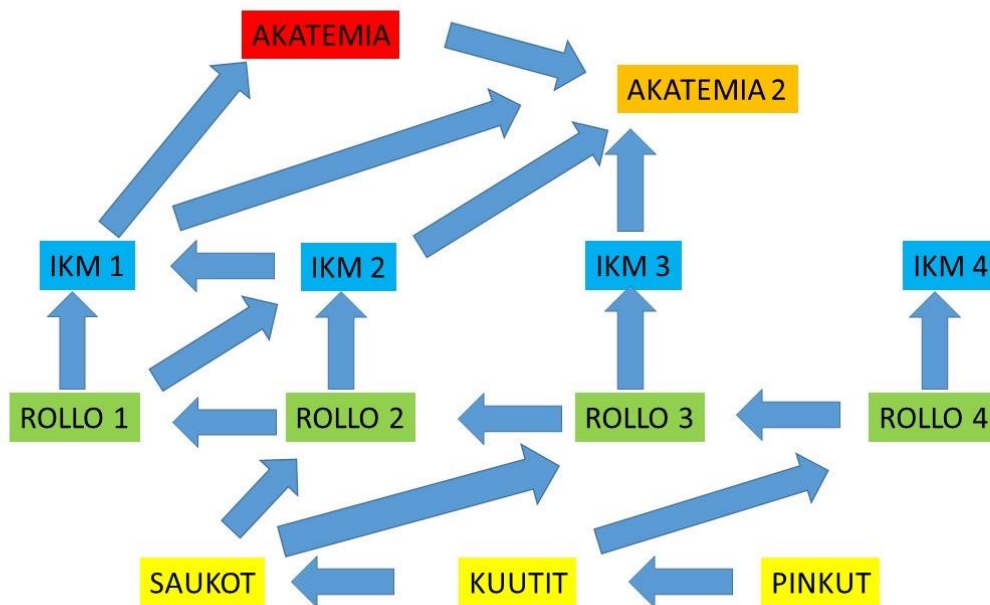 AKATEMIA
AKATEMIA 2
IKM 1
IKM 2
IKM 3
IKM 4
ROLLO 1
ROLLO 2
ROLLO 3
ROLLO 4
SAUKOT
KUUTIT
PINKUT